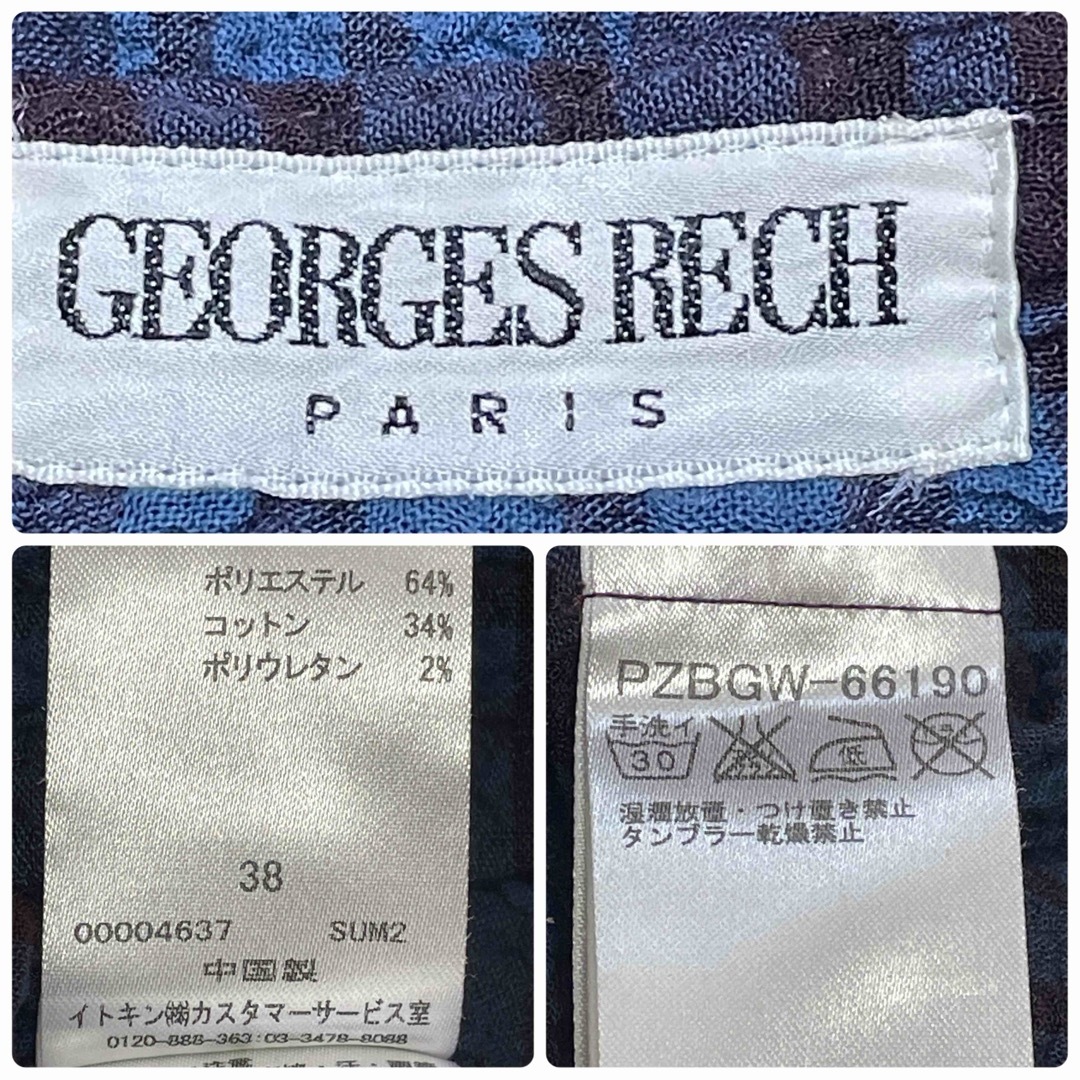 GEORGES RECH
PARIS
ポリエステル 64%
コットン 34%
ポリウレタン 2%
38
00004637 SUM2
中国製
イトキン㈱カスタマーサービス室
0120-888-363:03-3478-8088
PZBGW-66190
手洗イ
30
低
湿潤放置・つけ置き禁止
タンブラー乾燥禁止